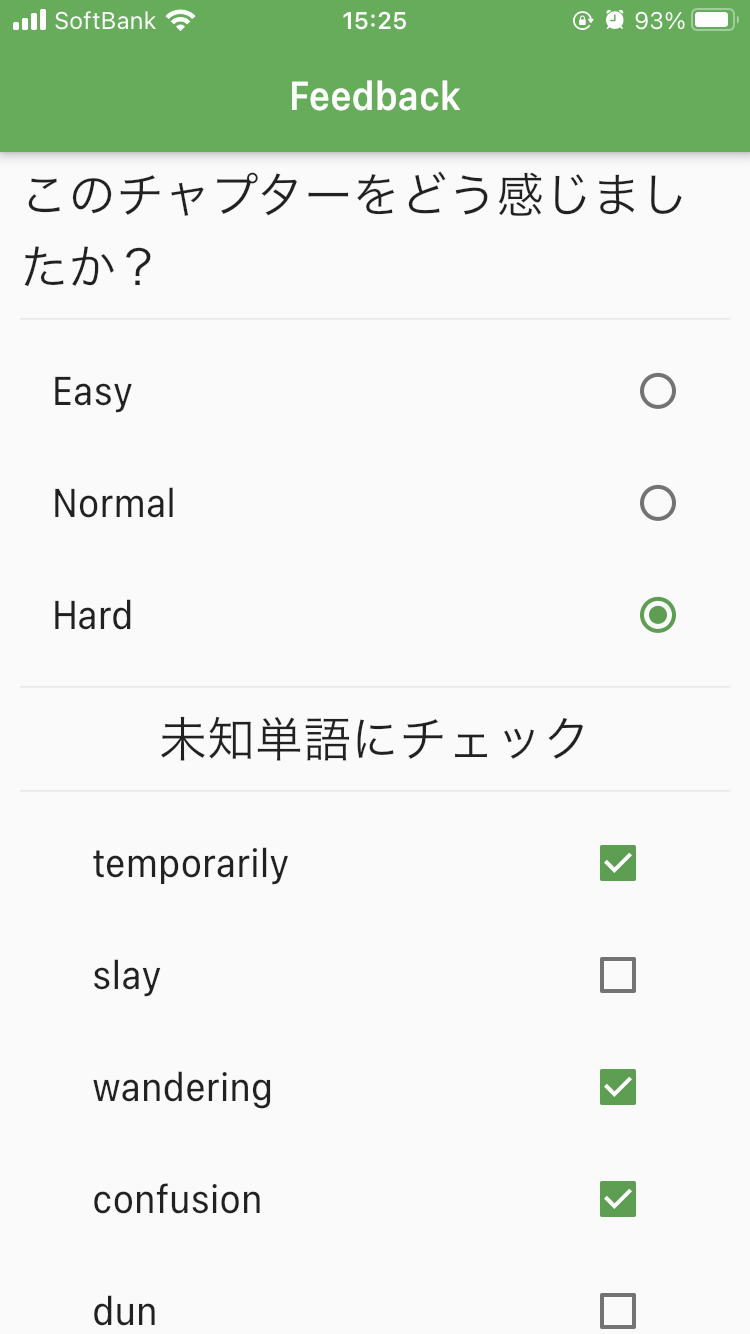 SoftBank 15:25 93%
Feedback
このチャプターをどう感じまし
たか？
Easy
Normal
Hard
未知単語にチェック
temporarily
slay
wandering
confusion
dun